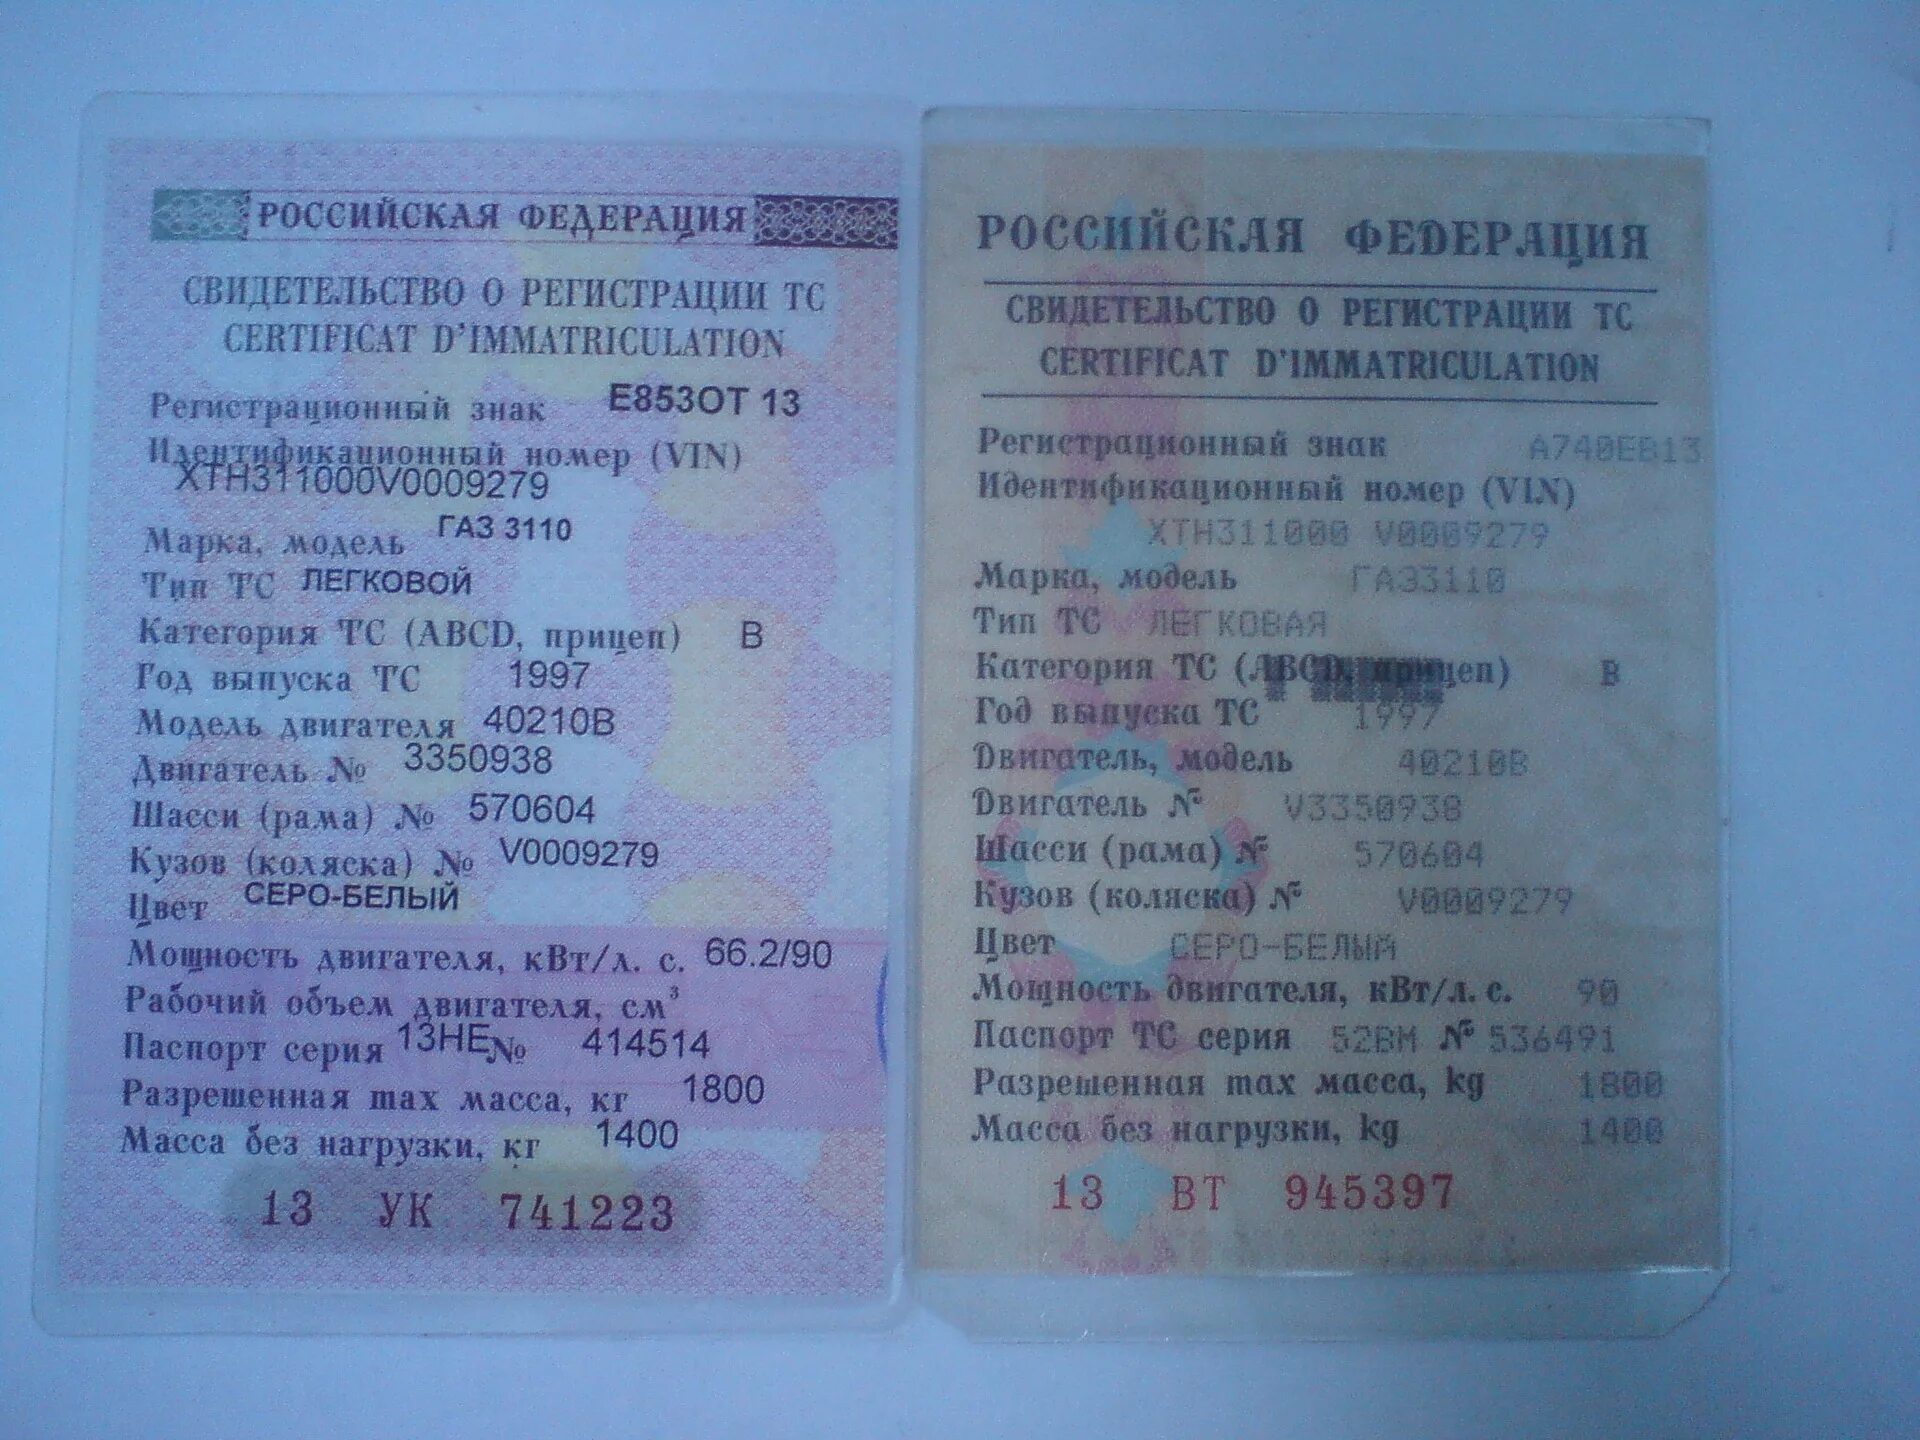 РОССИЙСКАЯ ФЕДЕРАЦИЯ
СВИДЕТЕЛЬСТВО О РЕГИСТРАЦИИ ТС
CERTIFICAT D'IMMATRICULATION
Регистрационный знак Е853ОТ 13
Идентификационный номер (VIN)
ХТН311000V0009279
Марка, модель ГАЗ 3110
Тип ТС ЛЕГКОВОЙ
Категория ТС (ABCD, прицеп) В
Год выпуска ТС 1997
Модель двигателя 40210В
Двигатель № 3350938
Шасси (рама) № 570604
Кузов (коляска) № V0009279
Цвет СЕРО-БЕЛЫЙ
Мощность двигателя, кВт/л. с. 66.2/90
Рабочий объем двигателя, см³
Паспорт серия 13НЕ № 414514
Разрешенная max масса, кг 1800
Масса без нагрузки, кг 1400
13 УК 741223
РОССИЙСКАЯ ФЕДЕРАЦИЯ
СВИДЕТЕЛЬСТВО О РЕГИСТРАЦИИ ТС
CERTIFICAT D'IMMATRICULATION
Регистрационный знак А740ЕВ13
Идентификационный номер (VIN)
ХТН311000 V0009279
Марка, модель ГАЗ3110
Тип ТС ЛЕГКОВАЯ
Категория ТС (ABCD, прицеп) В
Год выпуска ТС 1997
Двигатель, модель 40210В
Двигатель № V3350938
Шасси (рама) № 570604
Кузов (коляска) № V0009279
Цвет СЕРО-БЕЛЫЙ
Мощность двигателя, кВт/л. с. 90
Паспорт ТС серия 52ВМ № 536491
Разрешенная max масса, kg 1800
Масса без нагрузки, kg 1400
13 ВТ 945397